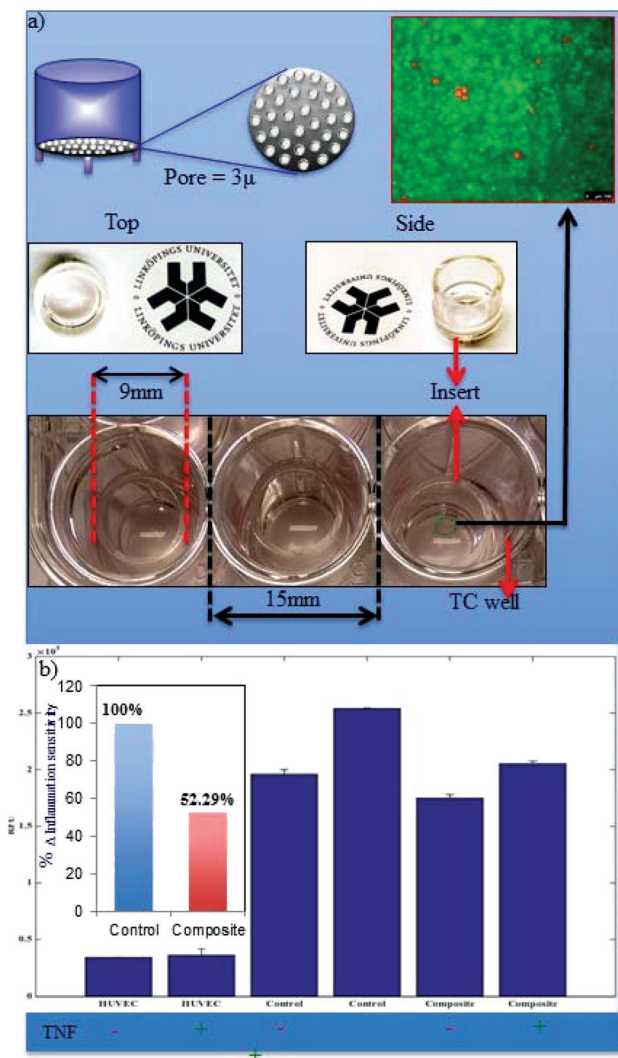 a)
Pore = 3μ
Top
Side
LINKÖPINGS UNIVERSITET
LINKÖPINGS UNIVERSITET
9mm
Insert
15mm
TC well
b)
×10⁵
3
2.5
2
1.5
1
0.5
0
RFU
% Δ Inflammation sensitivity
120
100
80
60
40
20
0
100%
52.29%
Control Composite
HUVEC HUVEC Control Control Composite Composite
TNF - + - - +
+